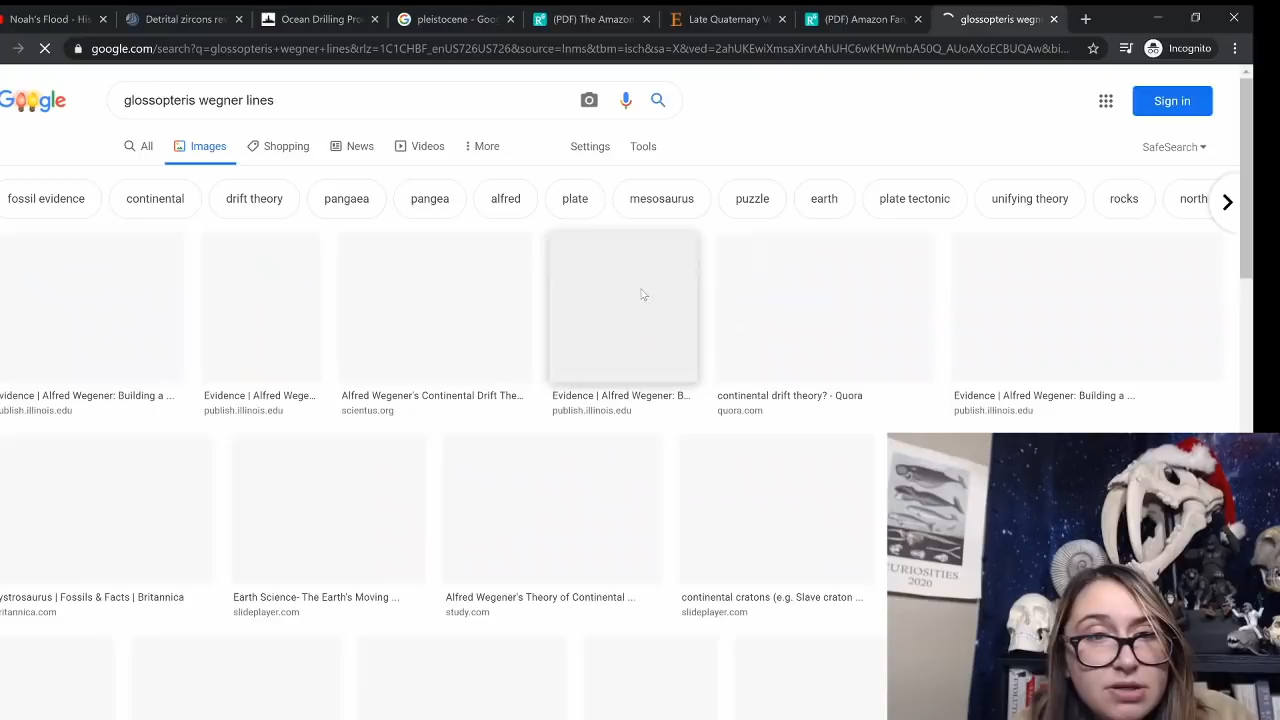 Noah's Flood - His
Detrital zircons rev
Ocean Drilling Pro
pleistocene - Goo
(PDF) The Amazon
Late Quaternary V
(PDF) Amazon Fan,
glossopteris wegn
google.com/search?q=glossopteris+wegner+lines&rlz=1C1CHBF_enUS726US726&source=lnms&tbm=isch&sa=X&ved=2ahUKEwiXmsaXirvtAhUHC6wKHWmbA50Q_AUoAXoECBUQAw&bi...
Incognito
glossopteris wegner lines
Sign in
All
Images
Shopping
News
Videos
More
Settings
Tools
SafeSearch
fossil evidence
continental
drift theory
pangaea
pangea
alfred
plate
mesosaurus
puzzle
earth
plate tectonic
unifying theory
rocks
north
vidence | Alfred Wegener: Building a ...
ublish.illinois.edu
Evidence | Alfred Wege...
publish.illinois.edu
Alfred Wegener's Continental Drift The...
scientus.org
Evidence | Alfred Wegener: B...
publish.illinois.edu
continental drift theory? - Quora
quora.com
Evidence | Alfred Wegener: Building a ...
publish.illinois.edu
ystrosaurus | Fossils & Facts | Britannica
ritannica.com
Earth Science- The Earth's Moving ...
slideplayer.com
Alfred Wegener's Theory of Continental ...
study.com
continental cratons (e.g. Slave craton ...
slideplayer.com
URIOSITIES
2020